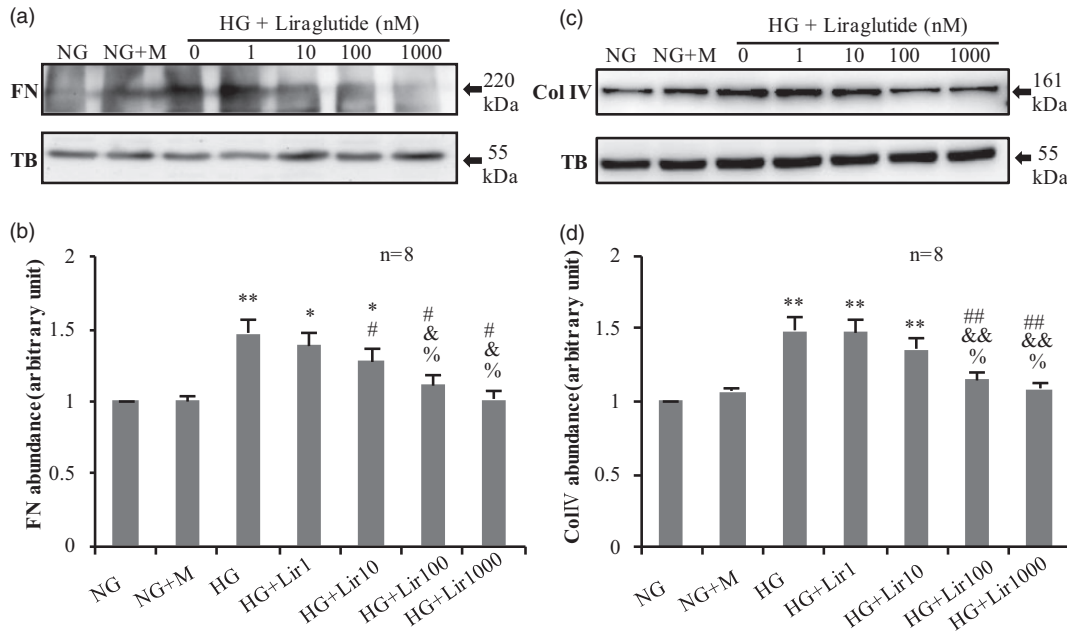 (a)
HG + Liraglutide (nM)
NG NG+M 0 1 10 100 1000
FN 220 kDa
TB 55 kDa
(c)
HG + Liraglutide (nM)
NG NG+M 0 1 10 100 1000
Col IV 161 kDa
TB 55 kDa
(b)
n=8
FN abundance(arbitrary unit)
2
1.5
1
0.5
0
**
*
*
#
#
&
%
#
&
%
NG NG+M HG HG+Lir1 HG+Lir10 HG+Lir100 HG+Lir1000
(d)
n=8
ColIV abundance(arbitrary unit)
2
1.5
1
0.5
0
**
**
**
##
&&
%
##
&&
%
NG NG+M HG HG+Lir1 HG+Lir10 HG+Lir100 HG+Lir1000